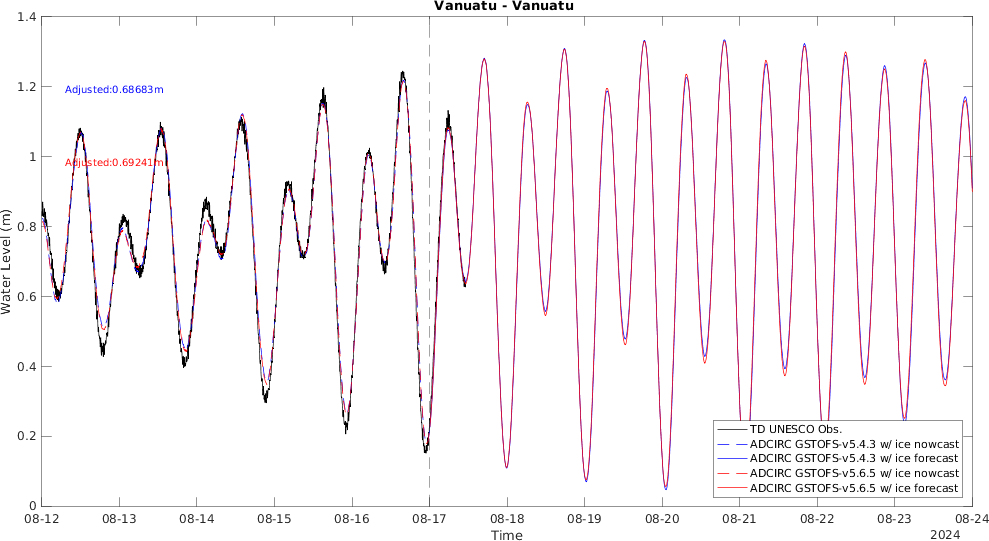 Vanuatu - Vanuatu
1.4
1.2
1
0.8
0.6
0.4
0.2
0
Water Level (m)
Adjusted:0.68683m
Adjusted:0.69241m
TD UNESCO Obs.
ADCIRC GSTOFS-v5.4.3 w/ ice nowcast
ADCIRC GSTOFS-v5.4.3 w/ ice forecast
ADCIRC GSTOFS-v5.6.5 w/ ice nowcast
ADCIRC GSTOFS-v5.6.5 w/ ice forecast
08-12 08-13 08-14 08-15 08-16 08-17 08-18 08-19 08-20 08-21 08-22 08-23 08-24
Time
2024